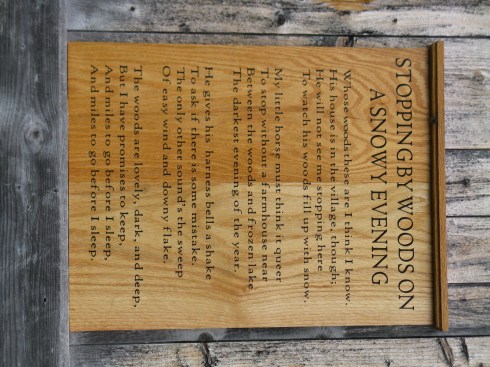 STOPPING BY WOODS ON
A SNOWY EVENING
Whose woods these are I think I know.
His house is in the village, though;
He will not see me stopping here
To watch his woods fill up with snow.
My little horse must think it queer
To stop without a farmhouse near
Between the woods and frozen lake
The darkest evening of the year.
He gives his harness bells a shake
To ask if there is some mistake.
The only other sound's the sweep
Of easy wind and downy flake.
The woods are lovely, dark, and deep,
But I have promises to keep,
And miles to go before I sleep,
And miles to go before I sleep.